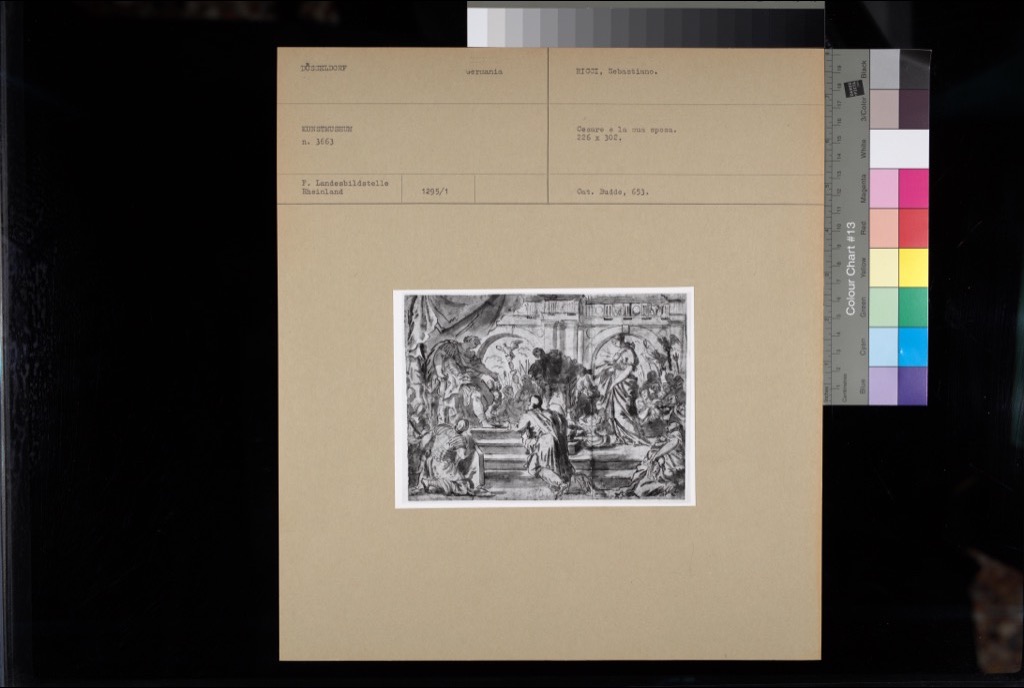 DÜSSELDORF
Germania
RICCI, Sebastiano.
KUNSTMUSEUM
n. 3663
Cesare e la sua sposa.
226 x 302.
F. Landesbildstelle
Rheinland
1295/1
Cat. Budde, 653.
Colour Chart #13
Blue
Cyan
Green
Yellow
Red
Magenta
White
3/Color
Black
Centimetres